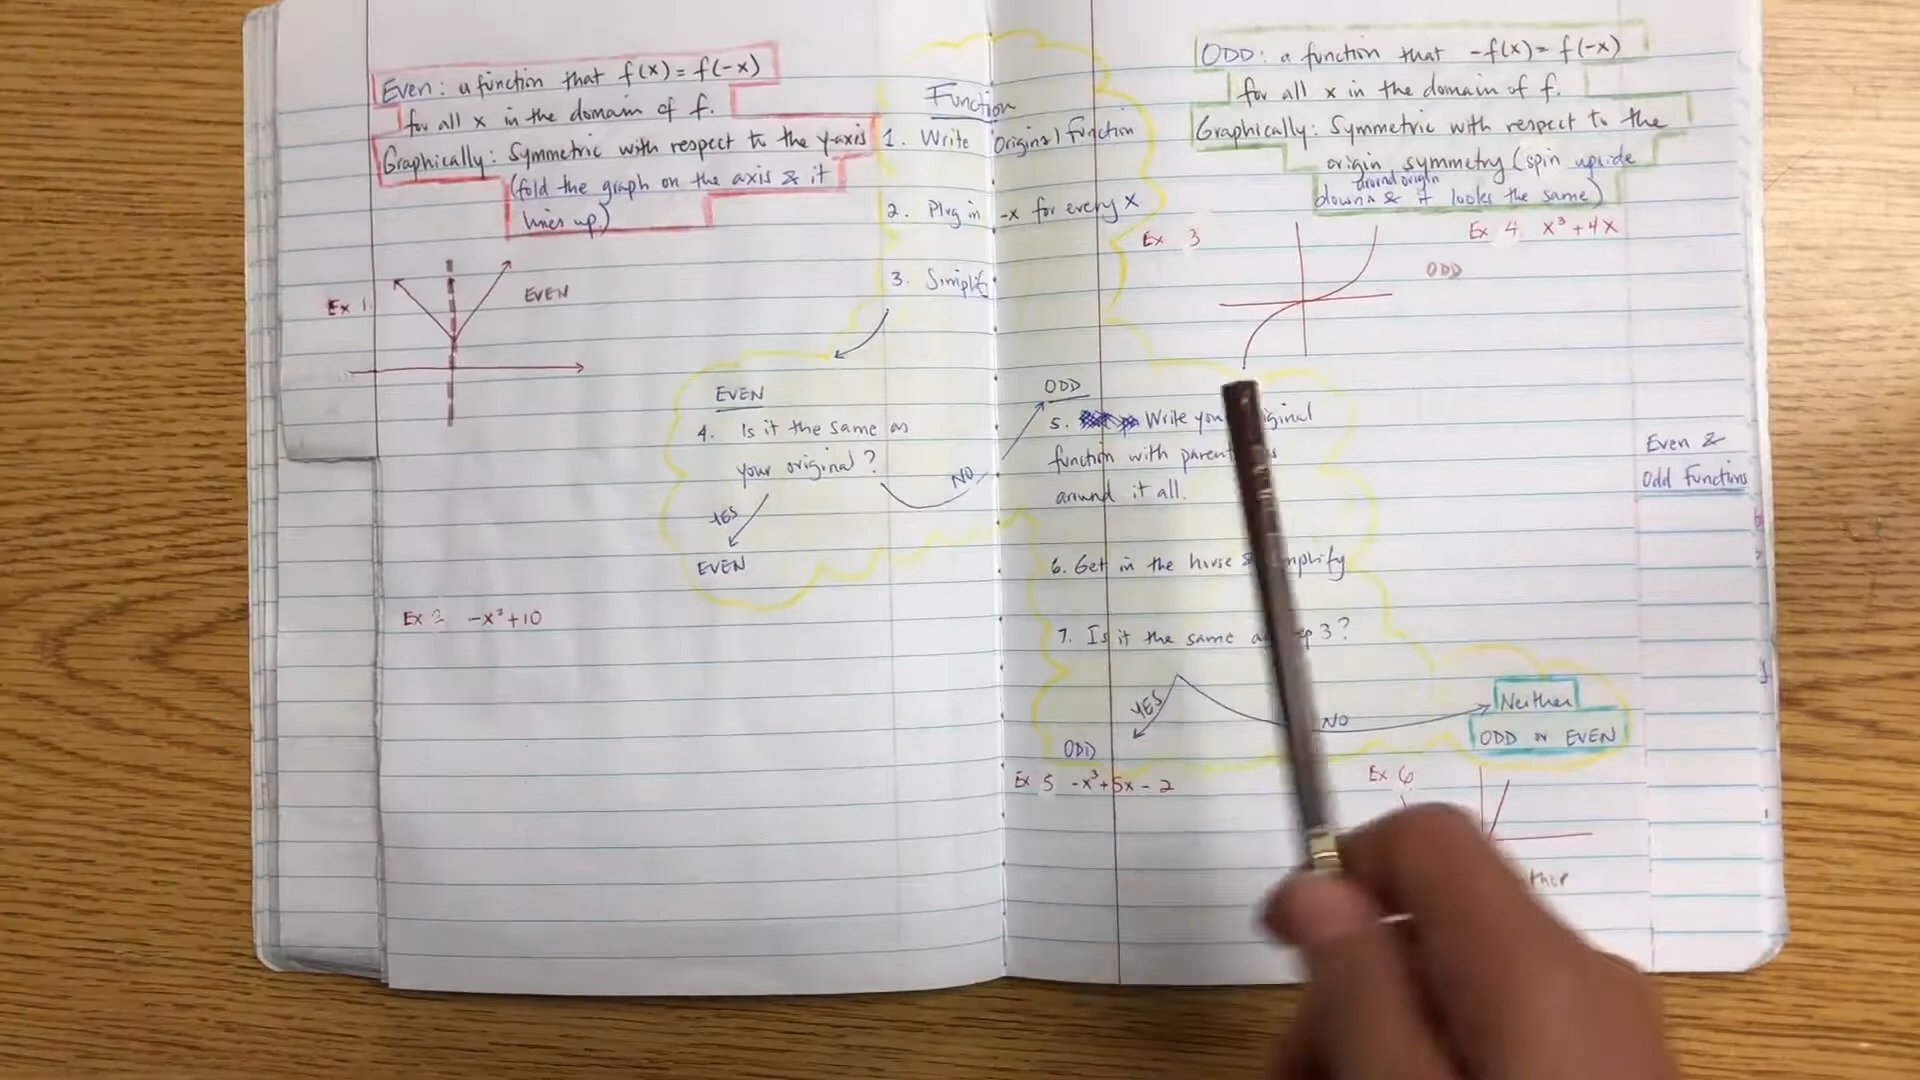 Even: a function that f(x) = f(-x)
for all x in the domain of f.
Graphically: Symmetric with respect to the y-axis
(fold the graph on the axis & it
lines up)
Ex 1.
EVEN
Function
1. Write Original Function
2. Plug in -x for every x
3. Simplify
EVEN
4. Is it the same as
your original?
YES
EVEN
NO
Ex 2 -x²+10
ODD: a function that -f(x) = f(-x)
for all x in the domain of f.
Graphically: Symmetric with respect to the
origin symmetry (spin upside
around origin
down & it looks the same)
Ex 3
Ex 4. x³+4x
ODD
ODD
5. Write
function with
around it all.
6. Get in the house
7. Is it the same 3?
YES
ODD
NO
Neither
ODD or EVEN
Ex 5 -x³+5x-2
Ex 6
Even &
Odd Functions